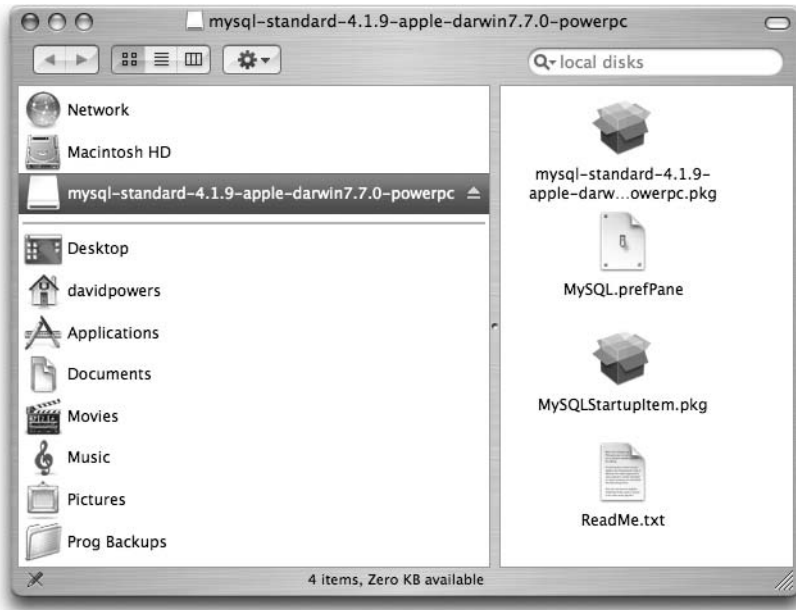 mysql-standard-4.1.9-apple-darwin7.7.0-powerpc
local disks
Network
Macintosh HD
mysql-standard-4.1.9-apple-darwin7.7.0-powerpc
Desktop
davidpowers
Applications
Documents
Movies
Music
Pictures
Prog Backups
mysql-standard-4.1.9-
apple-darw...owerpc.pkg
MySQL.prefPane
MySQLStartupItem.pkg
ReadMe.txt
4 items, Zero KB available